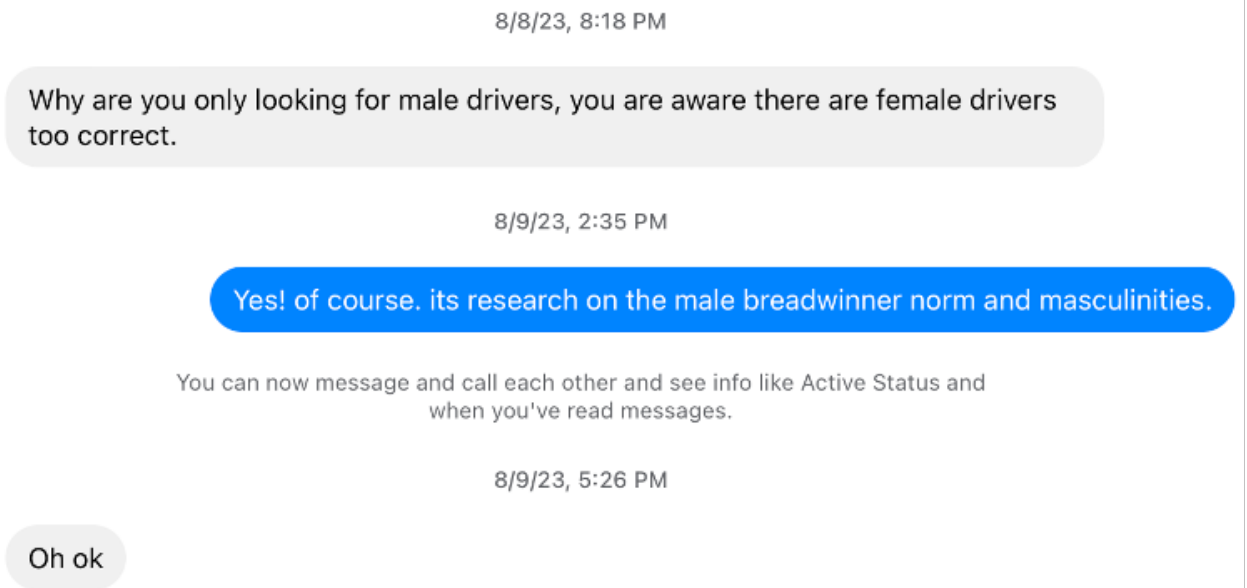 8/8/23, 8:18 PM
Why are you only looking for male drivers, you are aware there are female drivers
too correct.
8/9/23, 2:35 PM
Yes! of course. its research on the male breadwinner norm and masculinities.
You can now message and call each other and see info like Active Status and
when you've read messages.
8/9/23, 5:26 PM
Oh ok